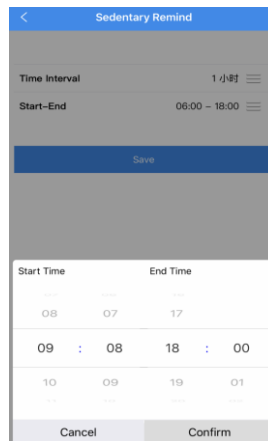 Sedentary Remind
Time Interval 1 小时
Start-End 06:00 - 18:00
Save
Start Time End Time
08 07 17
09 : 08 18 : 00
10 09 19 01
Cancel Confirm